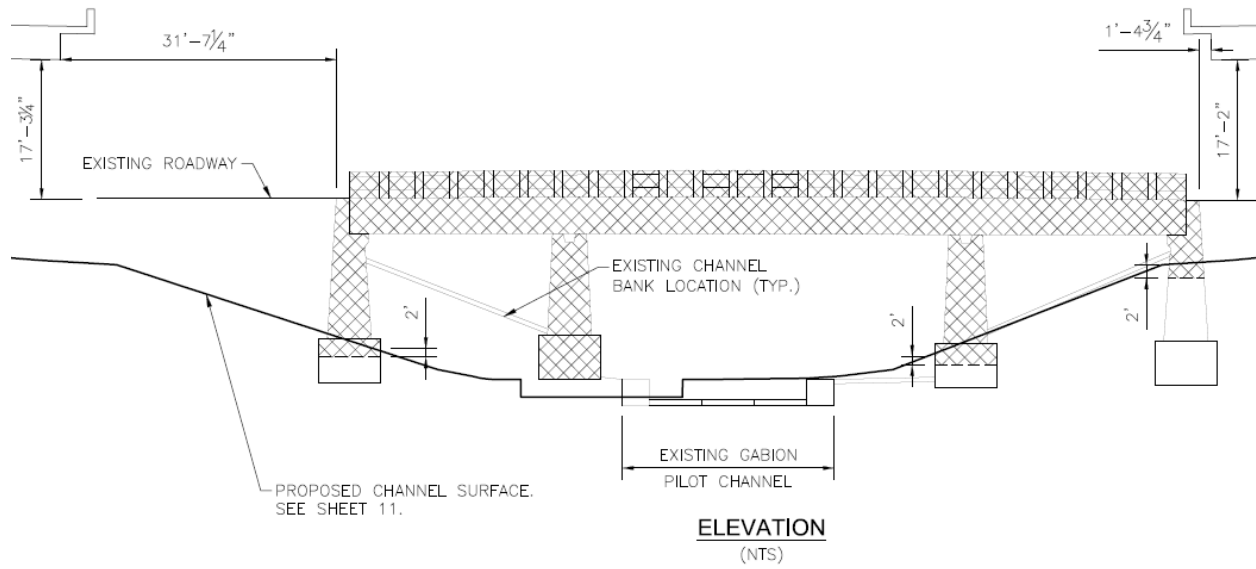 31'-7¼"
1'-4¾"
17'-3¼"
17'-2"
EXISTING ROADWAY
EXISTING CHANNEL
BANK LOCATION (TYP.)
2'
2'
2'
EXISTING GABION
PILOT CHANNEL
PROPOSED CHANNEL SURFACE.
SEE SHEET 11.
ELEVATION
(NTS)